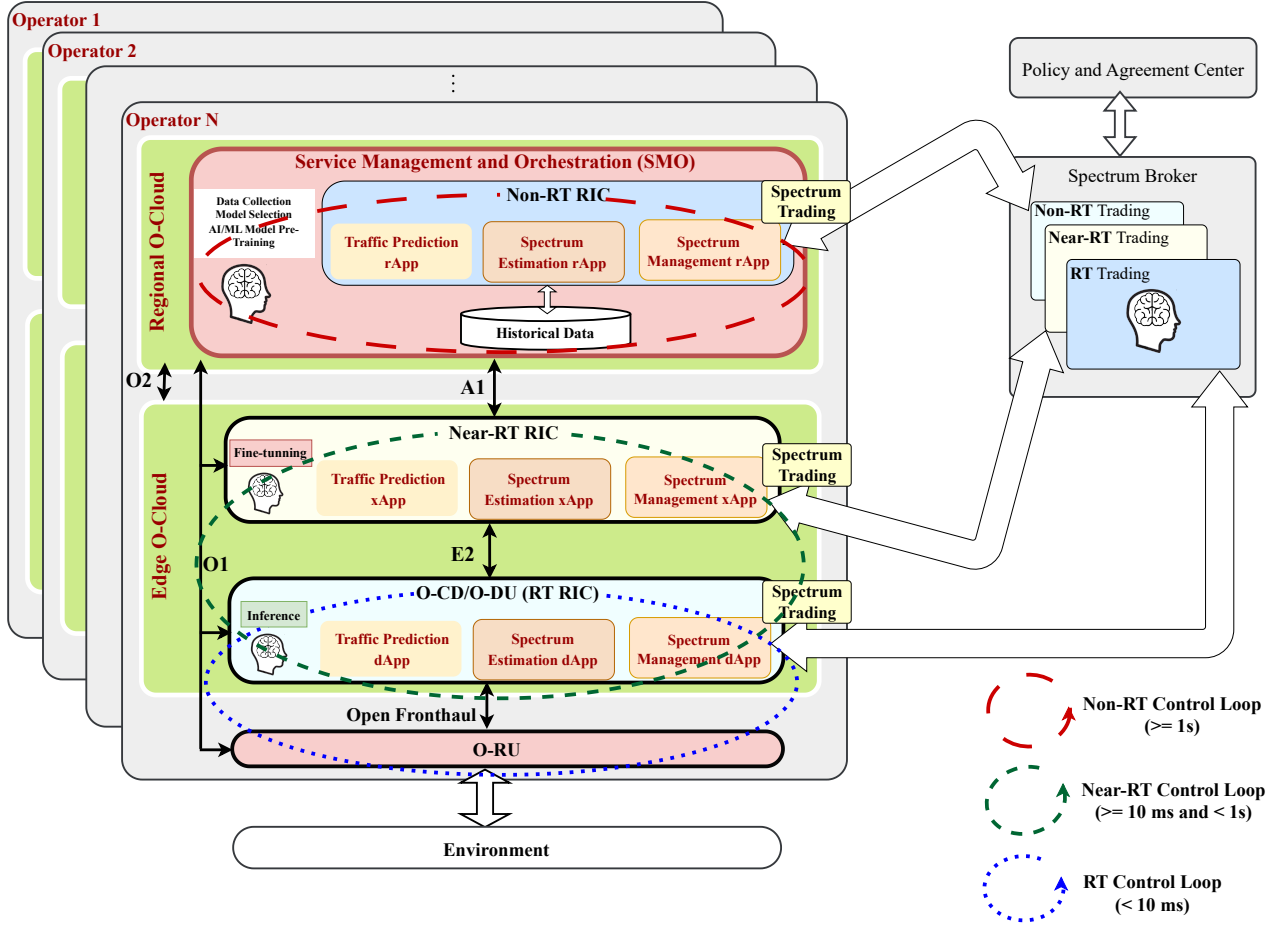 Operator 1
Operator 2
⋮
Operator N
Regional O-Cloud
Service Management and Orchestration (SMO)
Data Collection
Model Selection
AI/ML Model Pre-
Training
Non-RT RIC
Traffic Prediction
rApp
Spectrum
Estimation rApp
Spectrum
Management rApp
Historical Data
Spectrum
Trading
O2
A1
Edge O-Cloud
Near-RT RIC
Fine-tunning
Traffic Prediction
xApp
Spectrum
Estimation xApp
Spectrum
Management xApp
Spectrum
Trading
O1
E2
O-CD/O-DU (RT RIC)
Inference
Traffic Prediction
dApp
Spectrum
Estimation dApp
Spectrum
Management dApp
Spectrum
Trading
Open Fronthaul
O-RU
Environment
Policy and Agreement Center
Spectrum Broker
Non-RT Trading
Near-RT Trading
RT Trading
Non-RT Control Loop
(>= 1s)
Near-RT Control Loop
(>= 10 ms and < 1s)
RT Control Loop
(< 10 ms)